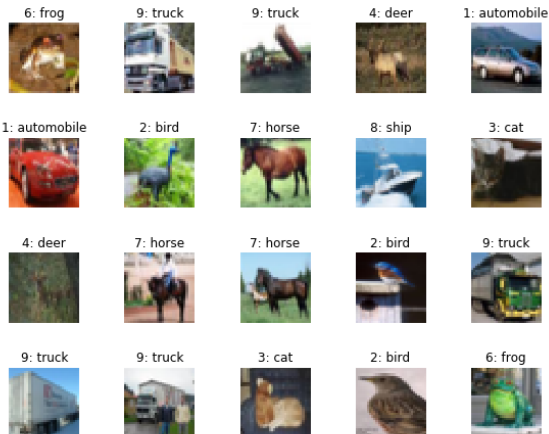 6: frog
9: truck
9: truck
4: deer
1: automobile
1: automobile
2: bird
7: horse
8: ship
3: cat
4: deer
7: horse
7: horse
2: bird
9: truck
9: truck
9: truck
3: cat
2: bird
6: frog